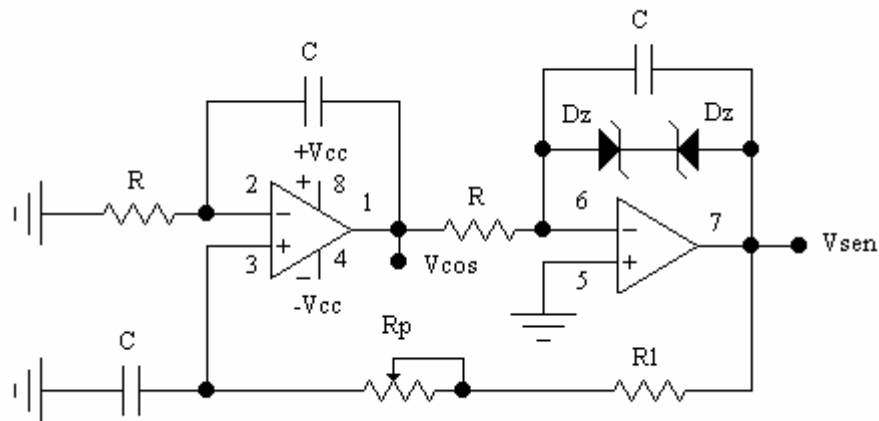 C
C
Dz
Dz
+Vcc
R
2
+
8
1
R
6
7
Vsen
−
+
−
+
3
4
−
Vcos
5
-Vcc
Rp
C
R1